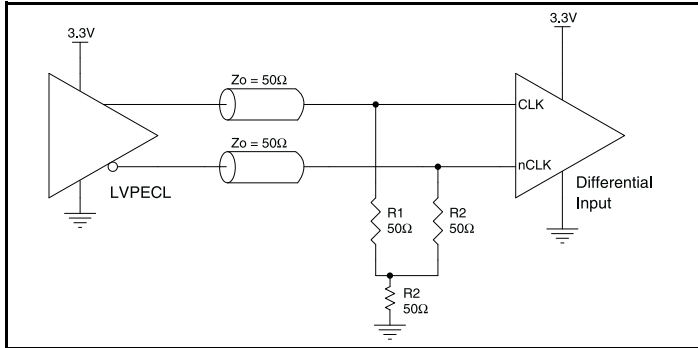 3.3V
3.3V
Zo = 50Ω
CLK
Zo = 50Ω
nCLK
LVPECL
Differential
Input
R1
50Ω
R2
50Ω
R2
50Ω